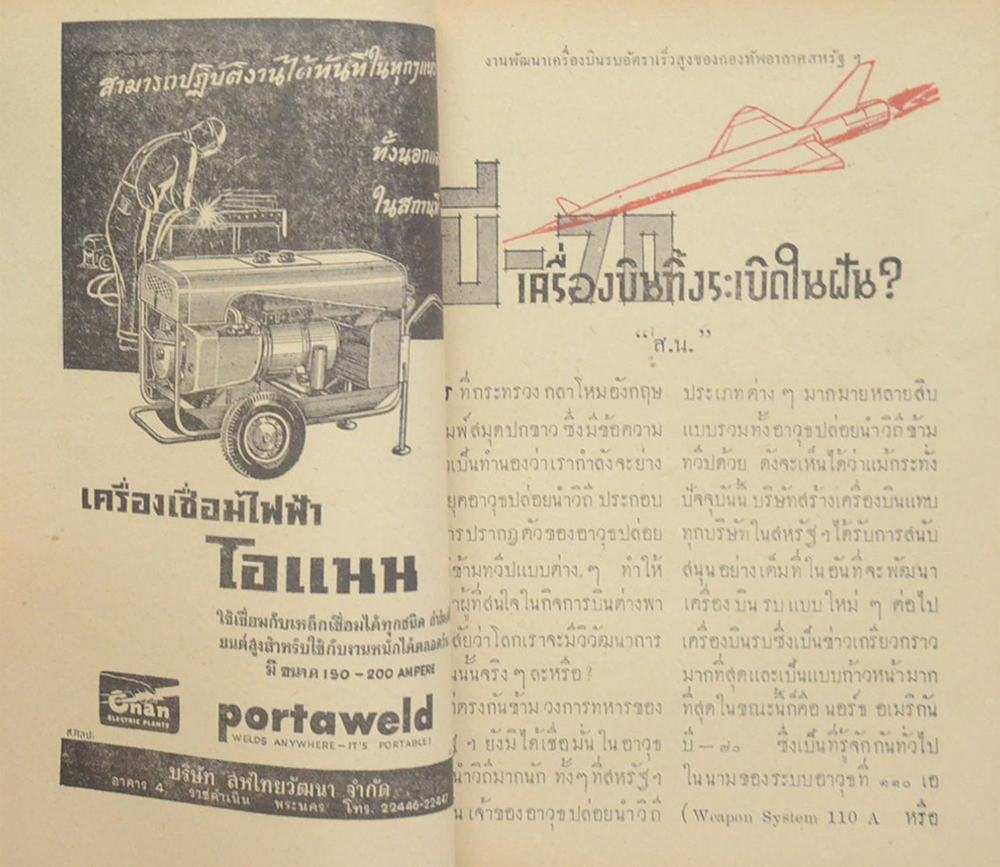 สามารถปฏิบัติงานได้ทันทีในทุกๆแห่ง
ทั้งนอกและ
ในสถานที่
เครื่องเชื่อมไฟฟ้า
โอแนน
ใช้เชื่อมกับเหล็กเชื่อมได้ทุกชนิด
ยนต์สูงสำหรับใช้กับงานหนักได้ตลอด
มี ขนาด 150-200 AMPERE
Onan
ELECTRIC PLANTS
portaweld
WELDS ANYWHERE-IT'S PORTABLE!
ส.ศิลปะ
บริษัท สหไทยวัฒนา จำกัด
อาคาร 4 ราชดำเนิน พระนคร โทร. 22446-22447
งานพัฒนาเครื่องบินรบอัตราเร็วสูงของกองทัพอากาศสหรัฐ ฯ
บี-70
เครื่องบินทิ้งระเบิดในฝัน?
“ส.น.”
ที่กระทรวงกลาโหมอังกฤษ
มพ์สมุดปกขาว ซึ่งมีข้อความ
เป็นทำนองว่าเรากำลังจะย่าง
ยุคอาวุธปล่อยนำวิถี ประกอบ
การปรากฏตัวของอาวุธปล่อย
ข้ามทวีปแบบต่าง ๆ ทำให้
ผู้ที่สนใจในกิจการบินต่างพา
สัยว่าโลกเราจะมีวิวัฒนาการ
นั้นจริง ๆ ละหรือ?
ตรงกันข้าม วงการทหารของ
ฐ ฯ ยังมิได้เชื่อมั่นในอาวุธ
นำวิถีมากนัก ทั้งๆ ที่สหรัฐฯ
น เจ้าของอาวุธปล่อยนำวิถี
ประเภทต่าง ๆ มากมายหลายสิบ
แบบรวมทั้งอาวุธปล่อยนำวิถีข้าม
ทวีปด้วย ดังจะเห็นได้ว่าแม้กระทั่ง
ปัจจุบันนี้ บริษัทสร้างเครื่องบินแทบ
ทุกบริษัทในสหรัฐฯ ได้รับการสนับ
สนุนอย่างเต็มที่ ในอันที่จะพัฒนา
เครื่องบินรบแบบใหม่ ๆ ต่อไป
เครื่องบินรบซึ่งเป็นข่าวเกรียวกราว
มากที่สุดและเป็นแบบก้าวหน้ามาก
ที่สุดในขณะนี้ก็คือ นอร์ธ อเมริกัน
บี—๗๐ ซึ่งเป็นที่รู้จักกันทั่วไป
ในนามของระบบอาวุธที่ ๑๑๐ เอ
(Weapon System 110 A หรือ